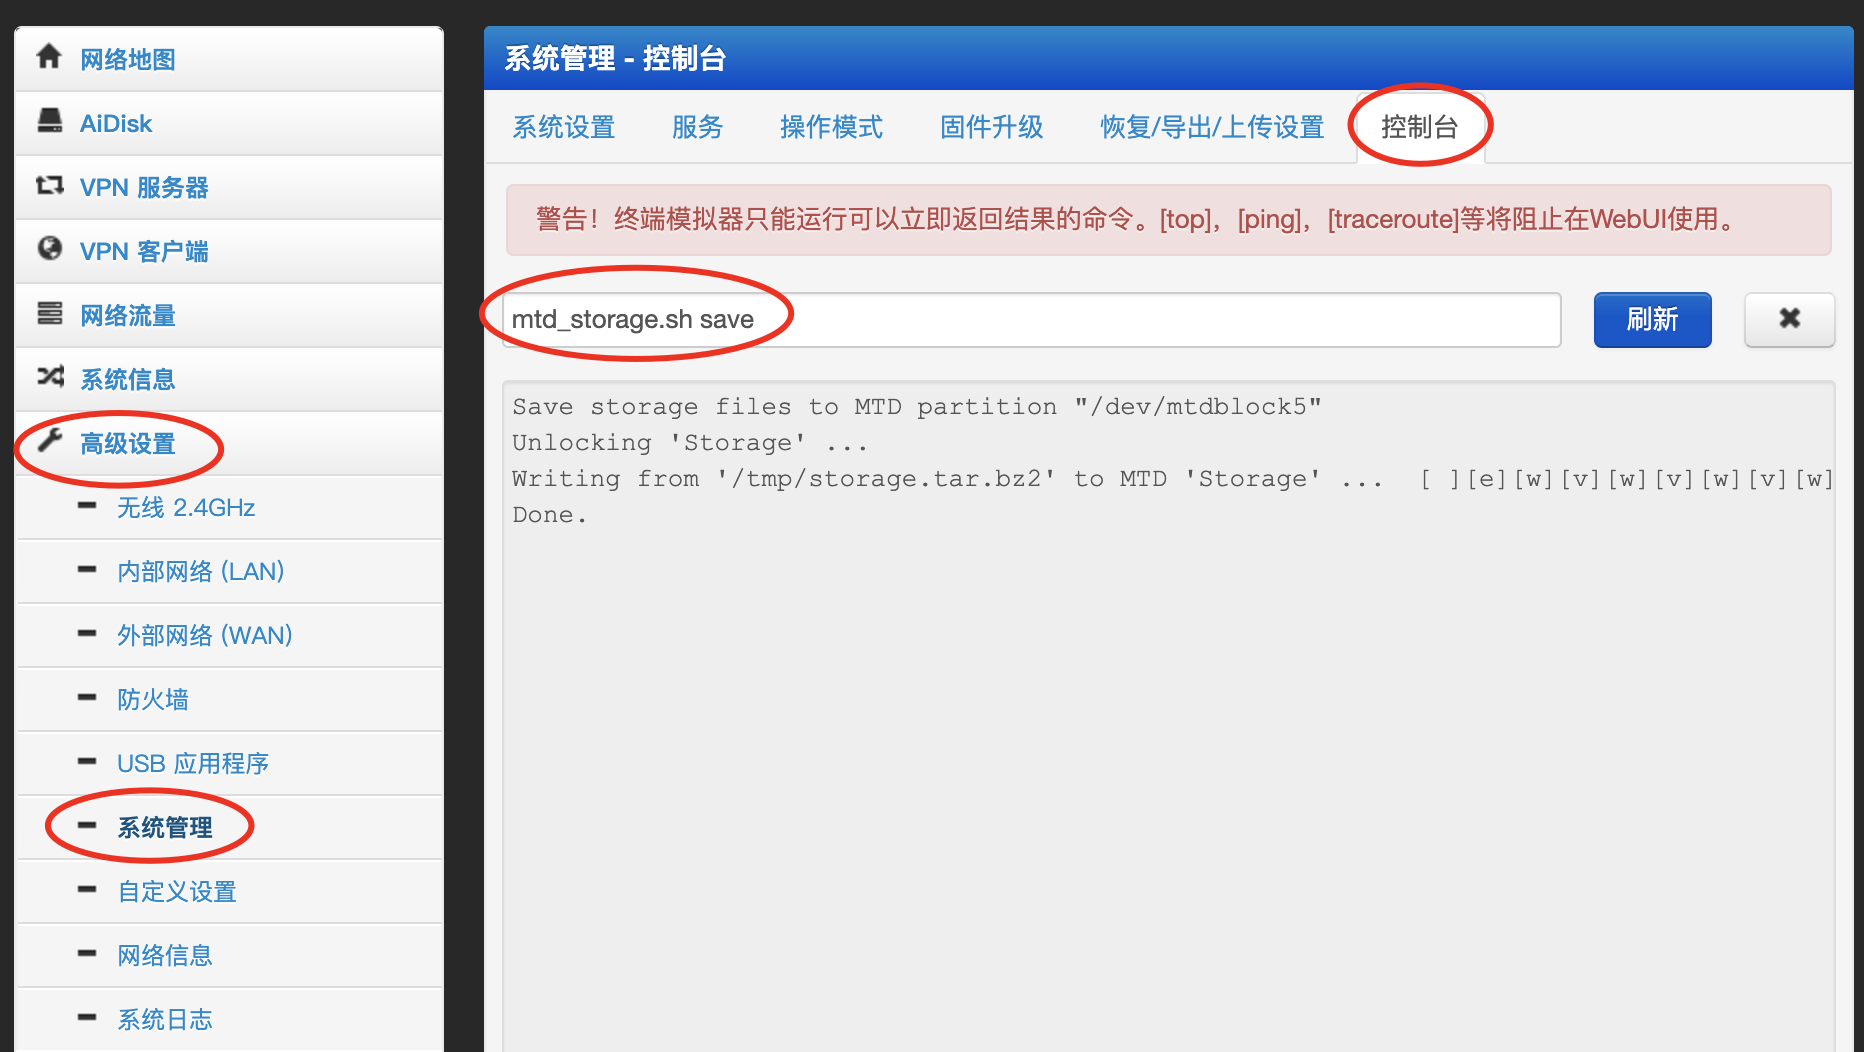 网络地图
AiDisk
VPN 服务器
VPN 客户端
网络流量
系统信息
高级设置
无线 2.4GHz
内部网络 (LAN)
外部网络 (WAN)
防火墙
USB 应用程序
系统管理
自定义设置
网络信息
系统日志
系统管理 - 控制台
系统设置 服务 操作模式 固件升级 恢复/导出/上传设置 控制台
警告！终端模拟器只能运行可以立即返回结果的命令。[top]，[ping]，[traceroute]等将阻止在WebUI使用。
mtd_storage.sh save 刷新
Save storage files to MTD partition "/dev/mtdblock5"
Unlocking 'Storage' ...
Writing from '/tmp/storage.tar.bz2' to MTD 'Storage' ...  [ ][e][w][v][w][v][w][v][w]
Done.